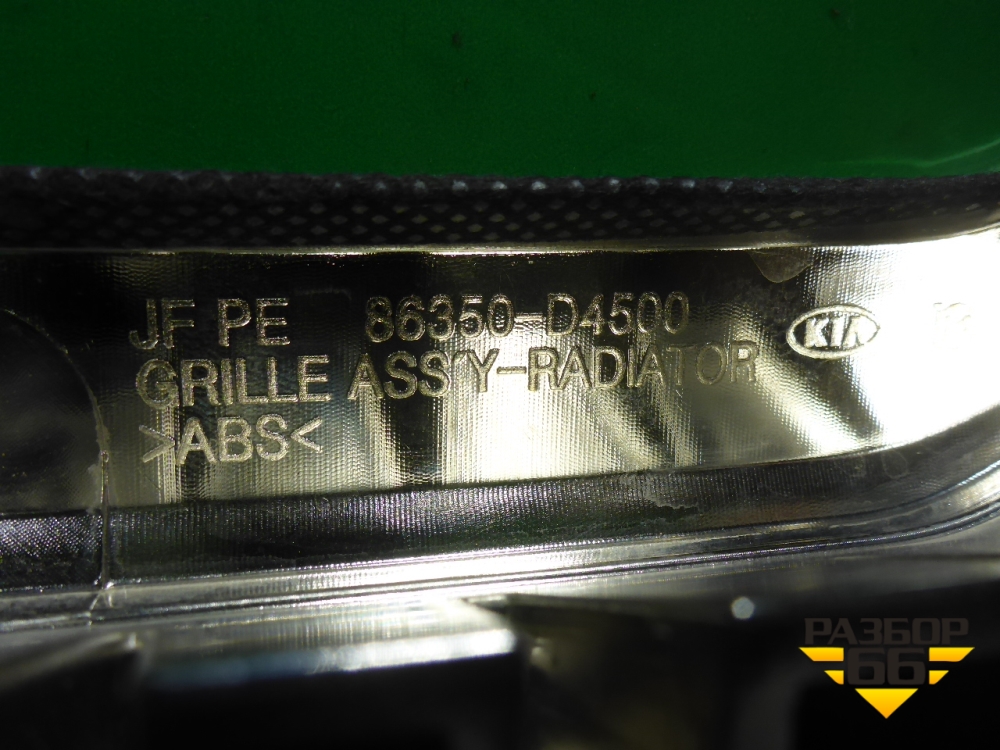 JF PE 86350-D4500
GRILLE ASS'Y-RADIATOR
>ABS<
KIA
РАЗБОР
66